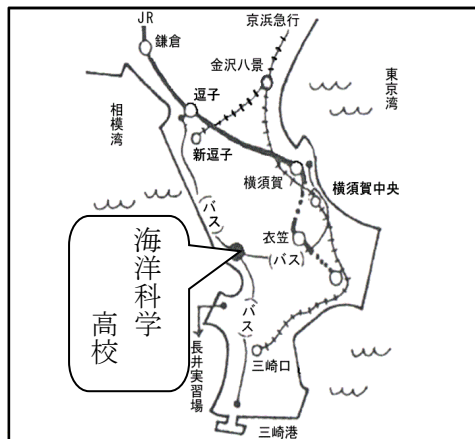 JR
鎌倉
京浜急行
金沢八景
逗子
新逗子
東京湾
相模湾
横須賀
横須賀中央
(バス)
衣笠
(バス)
海洋科学
高校
(バス)
長井実習場
三崎口
三崎港